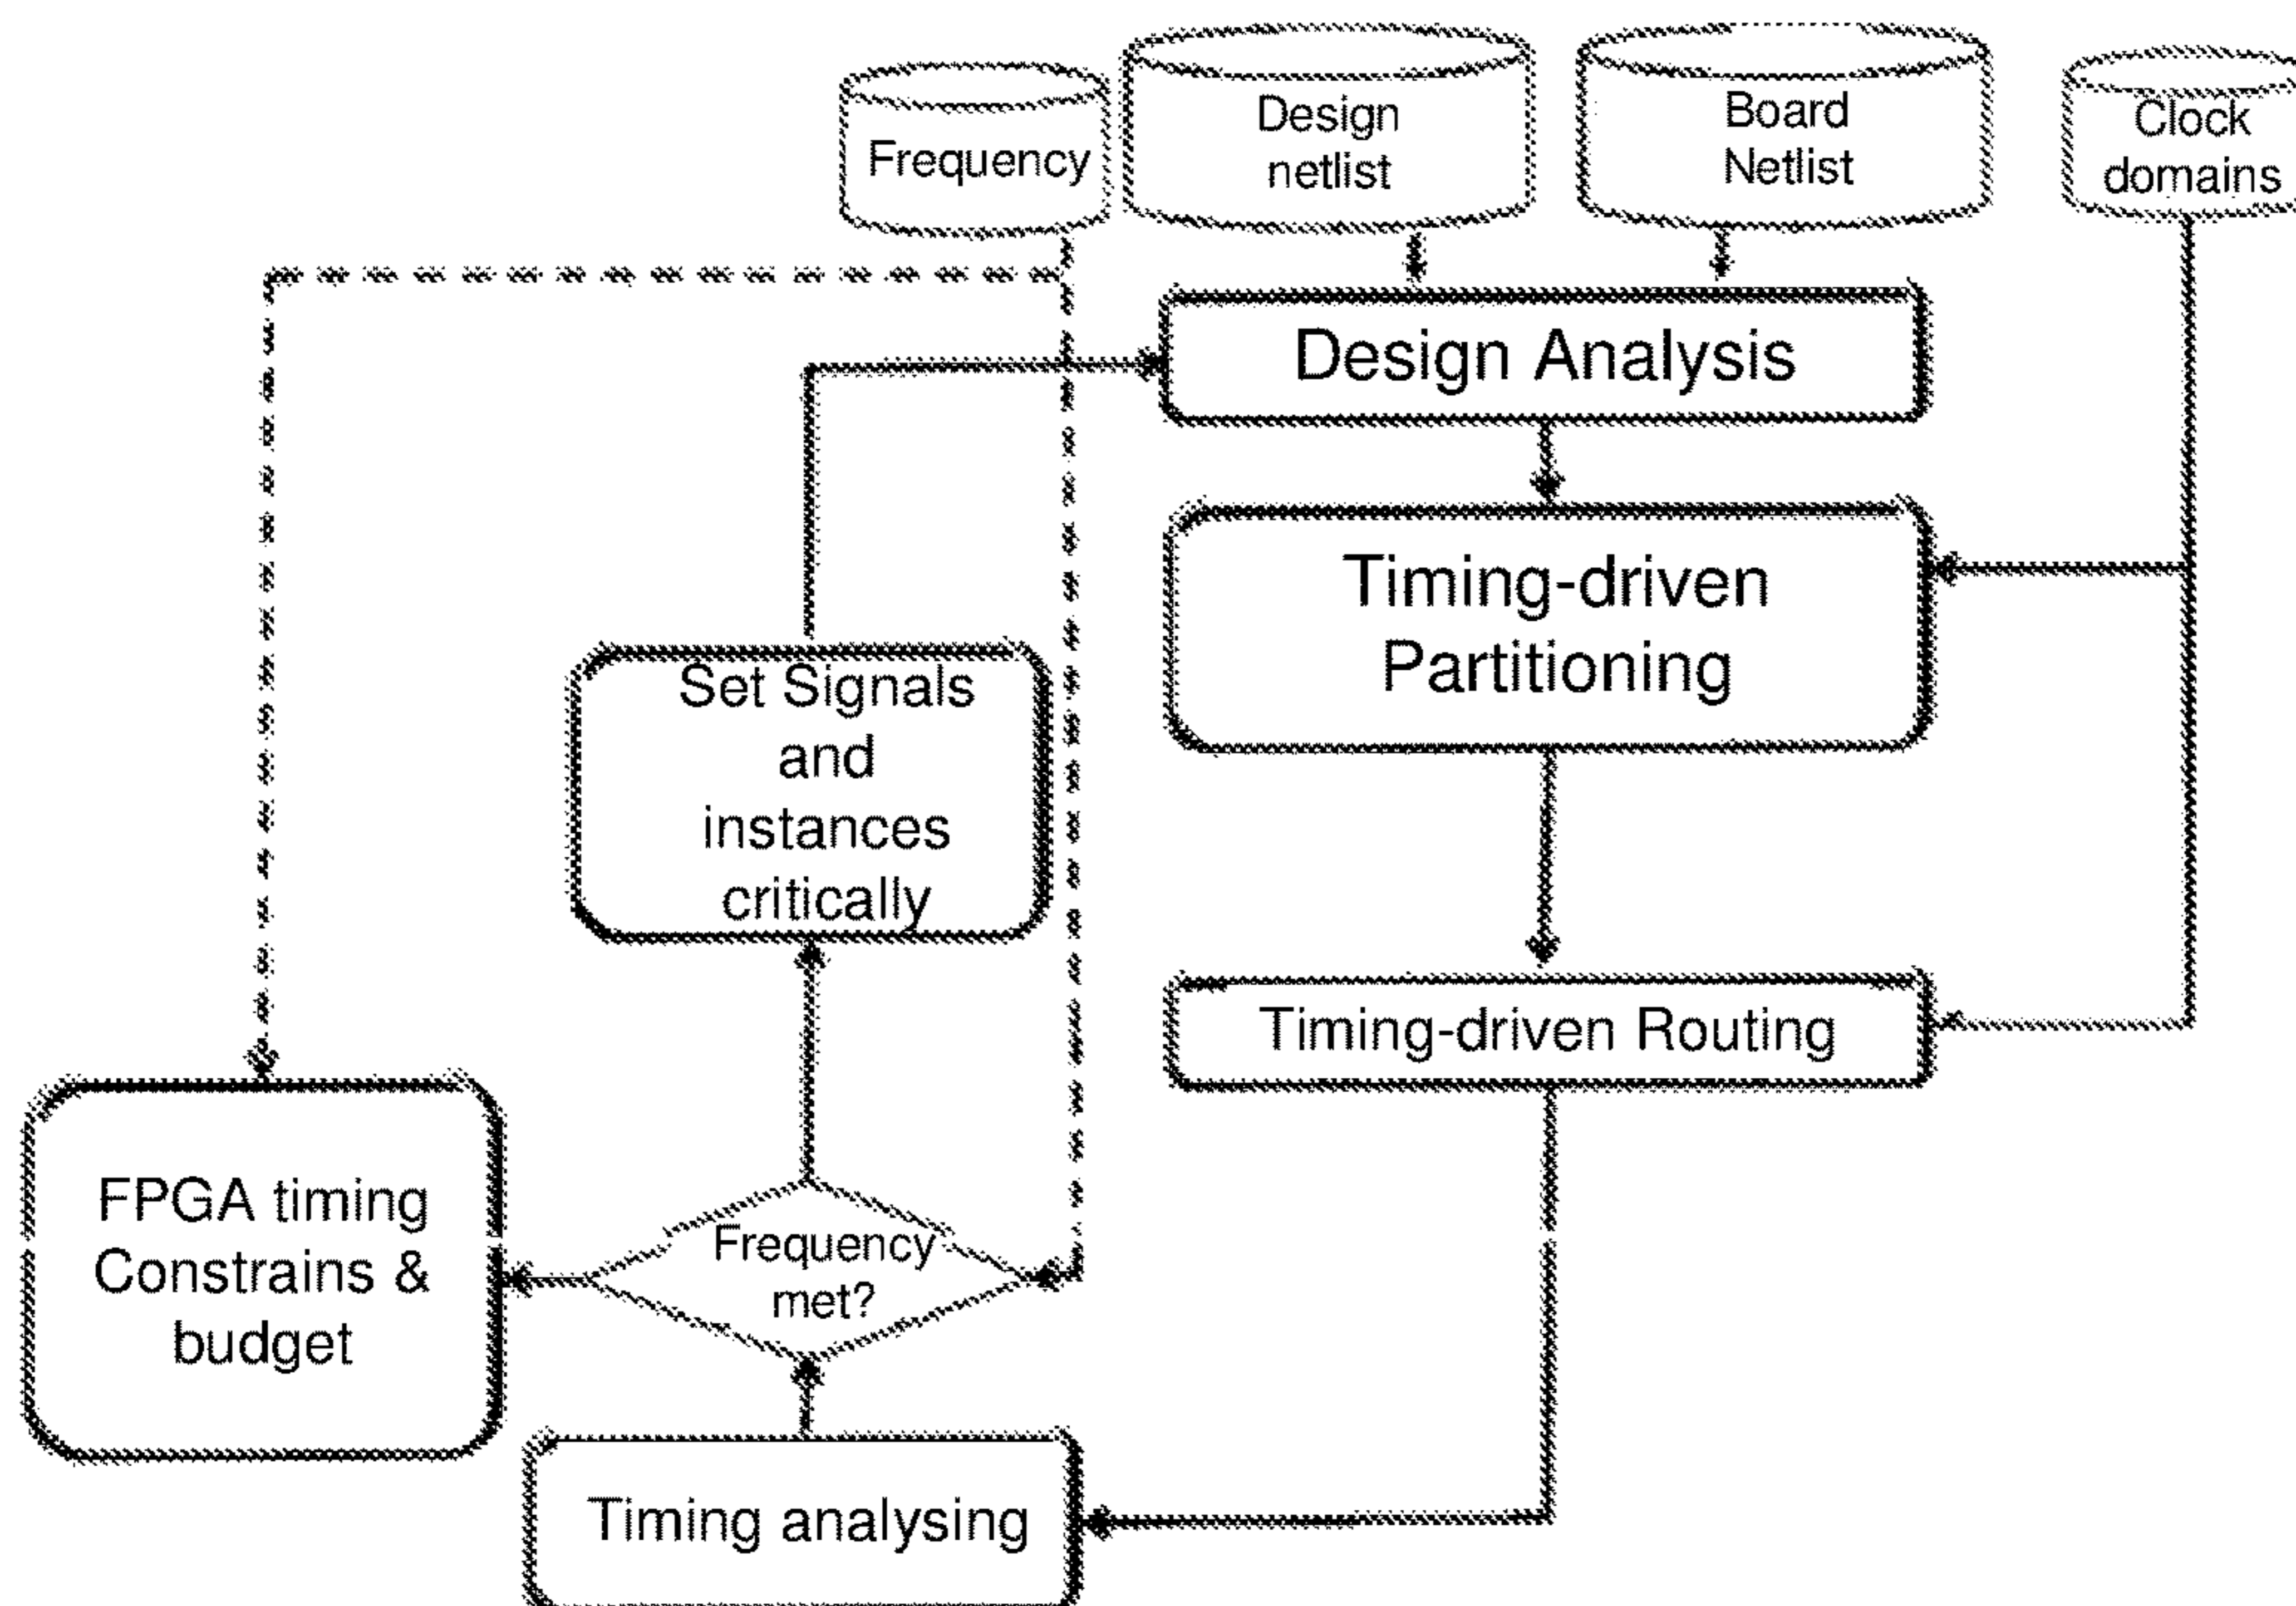 Frequency
Design
netlist
Board
Netlist
Clock
domains
Design Analysis
Timing-driven
Partitioning
Set Signals
and
instances
critically
Timing-driven Routing
FPGA timing
Constrains &
budget
Frequency
met?
Timing analysing